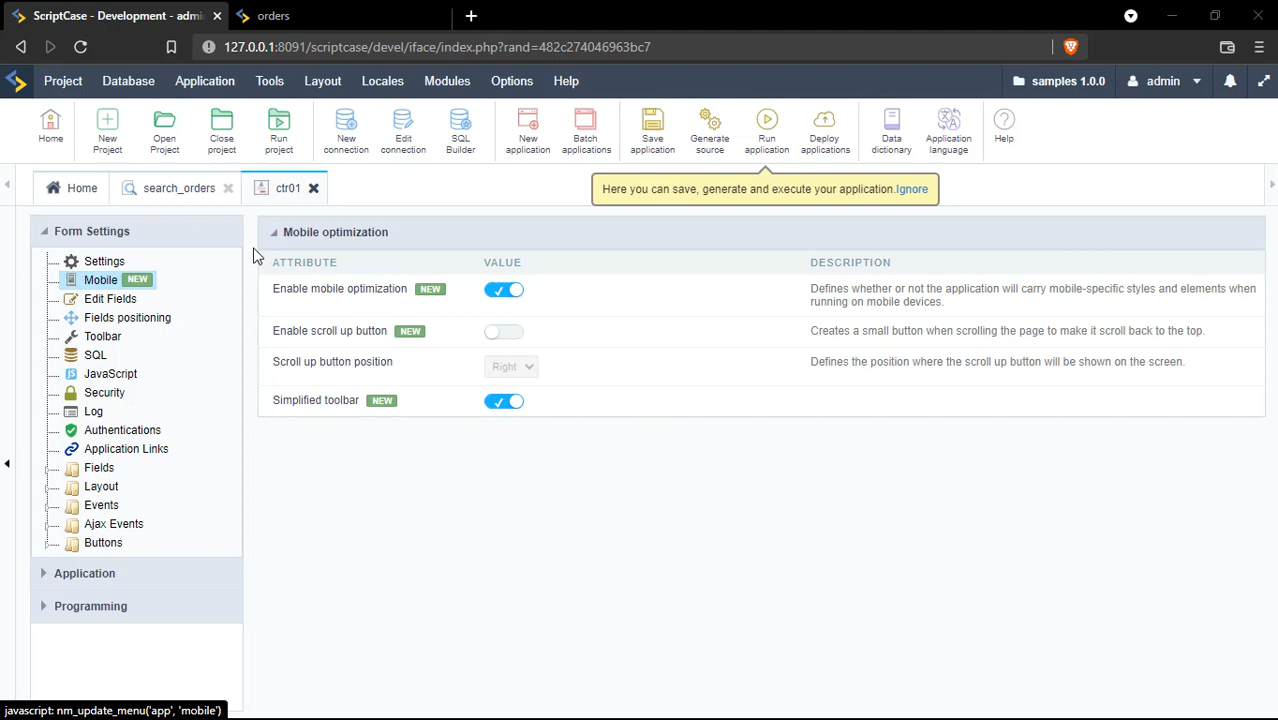 ScriptCase - Development - admi
orders
127.0.0.1:8091/scriptcase/devel/iface/index.php?rand=482c274046963bc7
Project Database Application Tools Layout Locales Modules Options Help samples 1.0.0 admin
Home
New Project
Open Project
Close project
Run project
New connection
Edit connection
SQL Builder
New application
Batch applications
Save application
Generate source
Run application
Deploy applications
Data dictionary
Application language
Help
Home search_orders ctr01
Here you can save, generate and execute your application.Ignore
Form Settings
Settings
Mobile NEW
Edit Fields
Fields positioning
Toolbar
SQL
JavaScript
Security
Log
Authentications
Application Links
Fields
Layout
Events
Ajax Events
Buttons
Application
Programming
Mobile optimization
ATTRIBUTE VALUE DESCRIPTION
Enable mobile optimization NEW Defines whether or not the application will carry mobile-specific styles and elements when
running on mobile devices.
Enable scroll up button NEW Creates a small button when scrolling the page to make it scroll back to the top.
Scroll up button position Right Defines the position where the scroll up button will be shown on the screen.
Simplified toolbar NEW
javascript: nm_update_menu('app', 'mobile')